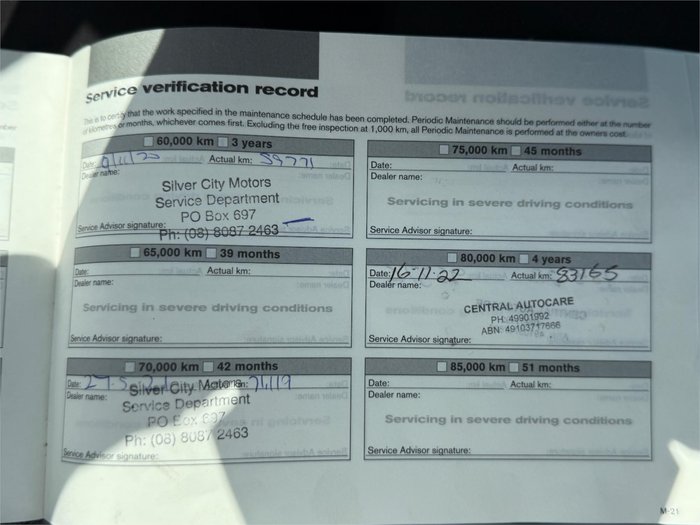 Service verification record
This is to certify that the work specified in the maintenance schedule has been completed. Periodic Maintenance should be performed either at the number
of kilometres or months, whichever comes first. Excluding the free inspection at 1,000 km, all Periodic Maintenance is performed at the owners cost.
60,000 km 3 years
Date: Actual km: 59771
Dealer name:
Silver City Motors
Service Department
PO Box 697
Service Advisor signature:
Ph: (08) 8087 2463
65,000 km 39 months
Date: Actual km:
Dealer name:
Servicing in severe driving conditions
Service Advisor signature:
70,000 km 42 months
Date: 27-5 Actual km: 71119
Dealer name:
Silver City Motors
Service Department
PO Box 697
Ph: (08) 8087 2463
Service Advisor signature:
75,000 km 45 months
Date: Actual km:
Dealer name:
Servicing in severe driving conditions
Service Advisor signature:
80,000 km 4 years
Date: 16-11-22 Actual km: 83165
Dealer name:
CENTRAL AUTOCARE
PH: 49901992
ABN: 49103717666
Service Advisor signature:
85,000 km 51 months
Date: Actual km:
Dealer name:
Servicing in severe driving conditions
Service Advisor signature:
M-21